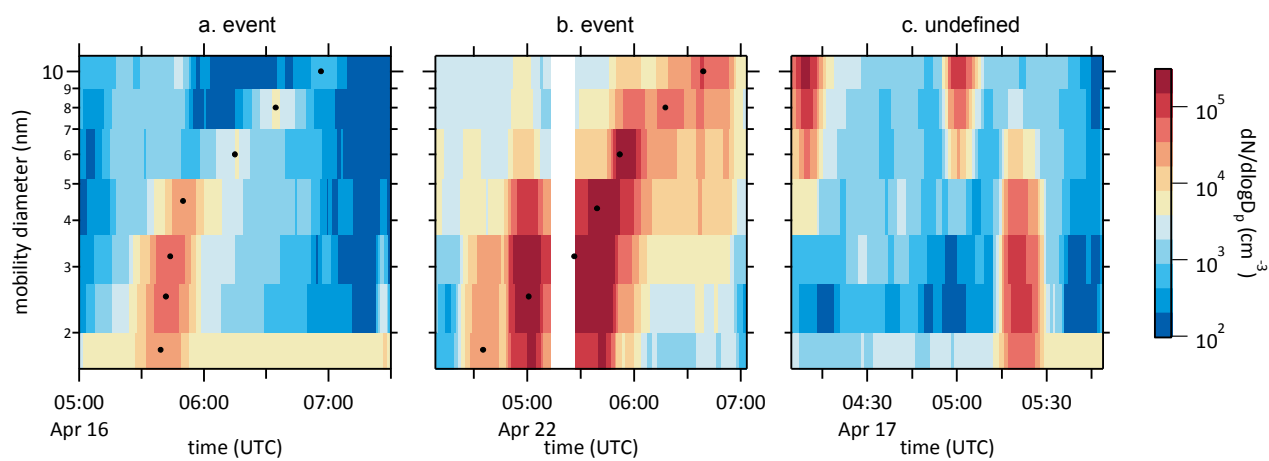 a. event
b. event
c. undefined
mobility diameter (nm)
10
9
8
7
6
5
4
3
2
05:00
06:00
07:00
Apr 16
time (UTC)
05:00
06:00
07:00
Apr 22
time (UTC)
04:30
05:00
05:30
Apr 17
time (UTC)
10^5
10^4
10^3
10^2
dN/dlogD_p (cm^-3)